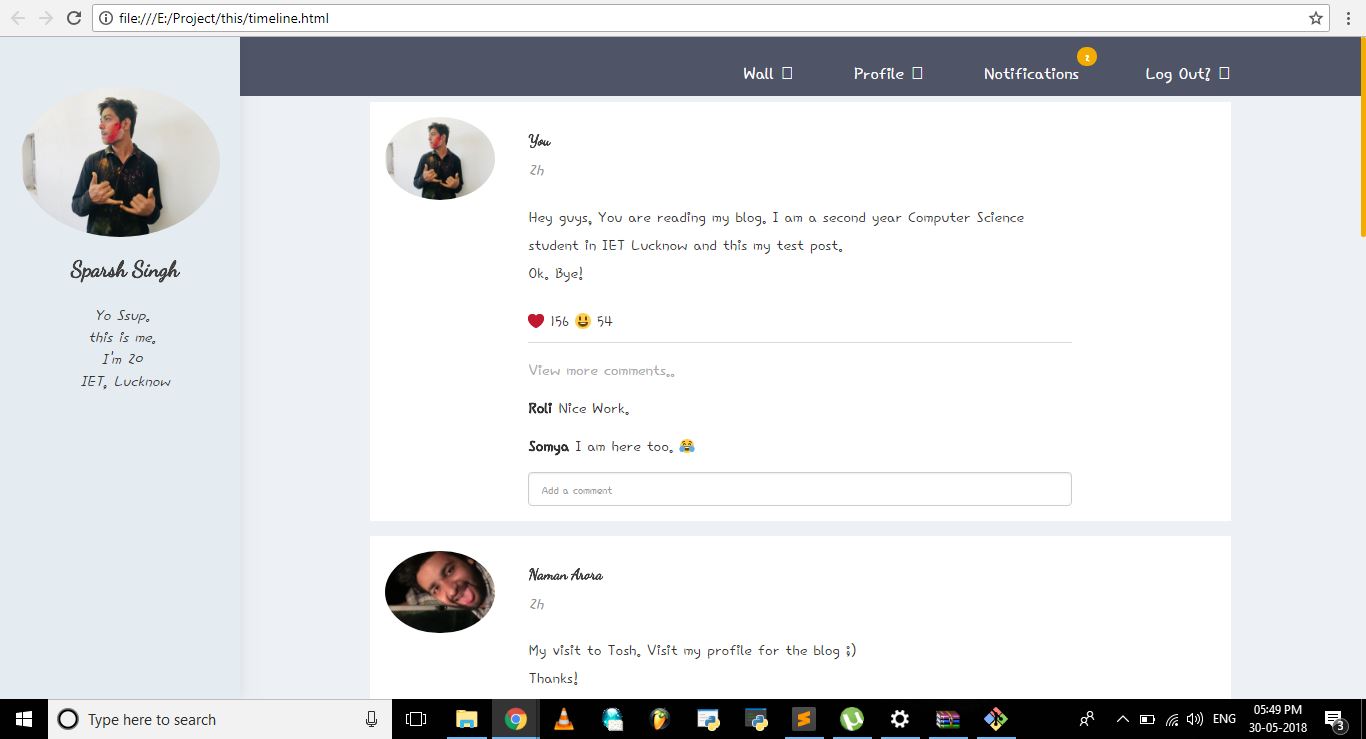 file:///E:/Project/this/timeline.html
Wall
Profile
Notifications
2
Log Out?
Sparsh Singh
Yo Ssup.
this is me.
I'm 20
IET, Lucknow
You
2h
Hey guys, You are reading my blog. I am a second year Computer Science
student in IET Lucknow and this my test post.
Ok. Bye!
❤ 156 😃 54
View more comments..
Roli Nice Work.
Somya I am here too. 😂
Add a comment
Naman Arora
2h
My visit to Tosh. Visit my profile for the blog ;)
Thanks!
Type here to search
ENG
05:49 PM
30-05-2018
3